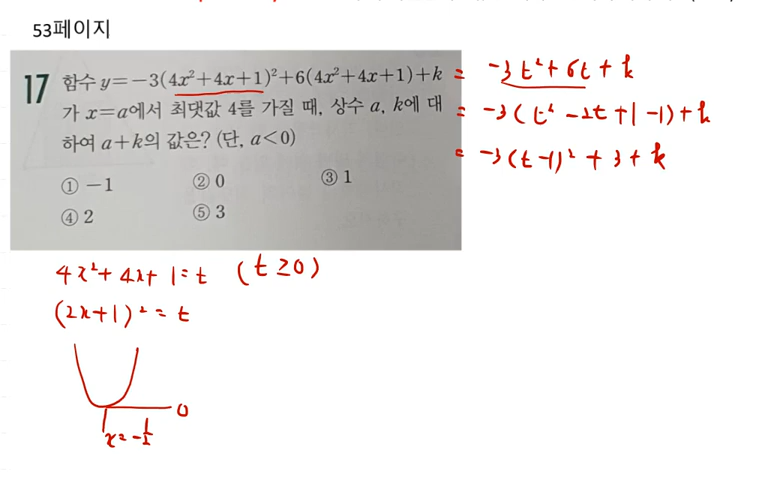 53페이지
17 함수 y=−3(4x²+4x+1)²+6(4x²+4x+1)+k
가 x=a에서 최댓값 4를 가질 때, 상수 a, k에 대
하여 a+k의 값은? (단, a<0)
① −1 ② 0 ③ 1
④ 2 ⑤ 3
= -3t²+6t+k
= -3(t²-2t+1-1)+k
= -3(t-1)²+3+k
4x²+4x+1=t (t≥0)
(2x+1)²=t
0
x=-1/2